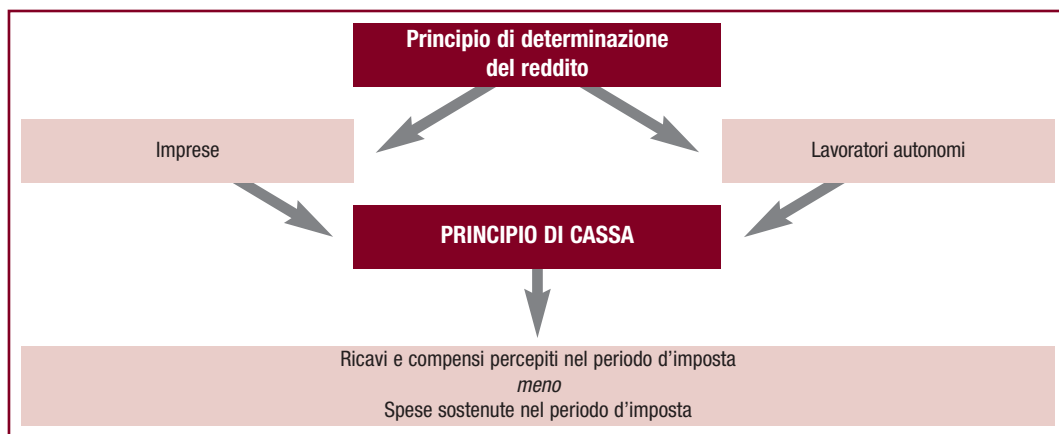 Principio di determinazione
del reddito
Imprese
Lavoratori autonomi
PRINCIPIO DI CASSA
Ricavi e compensi percepiti nel periodo d’imposta
meno
Spese sostenute nel periodo d’imposta